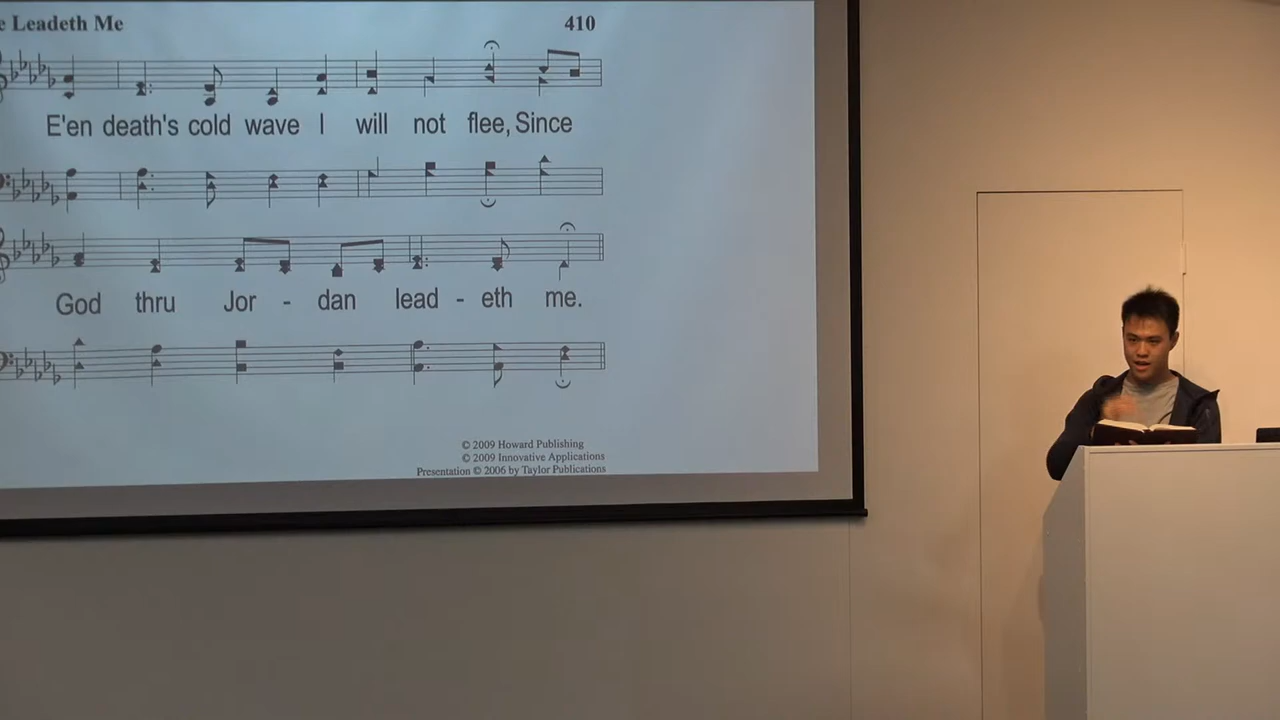 e Leadeth Me 410
E'en death's cold wave I will not flee, Since
God thru Jor - dan lead - eth me.
© 2009 Howard Publishing
© 2009 Innovative Applications
Presentation © 2006 by Taylor Publications